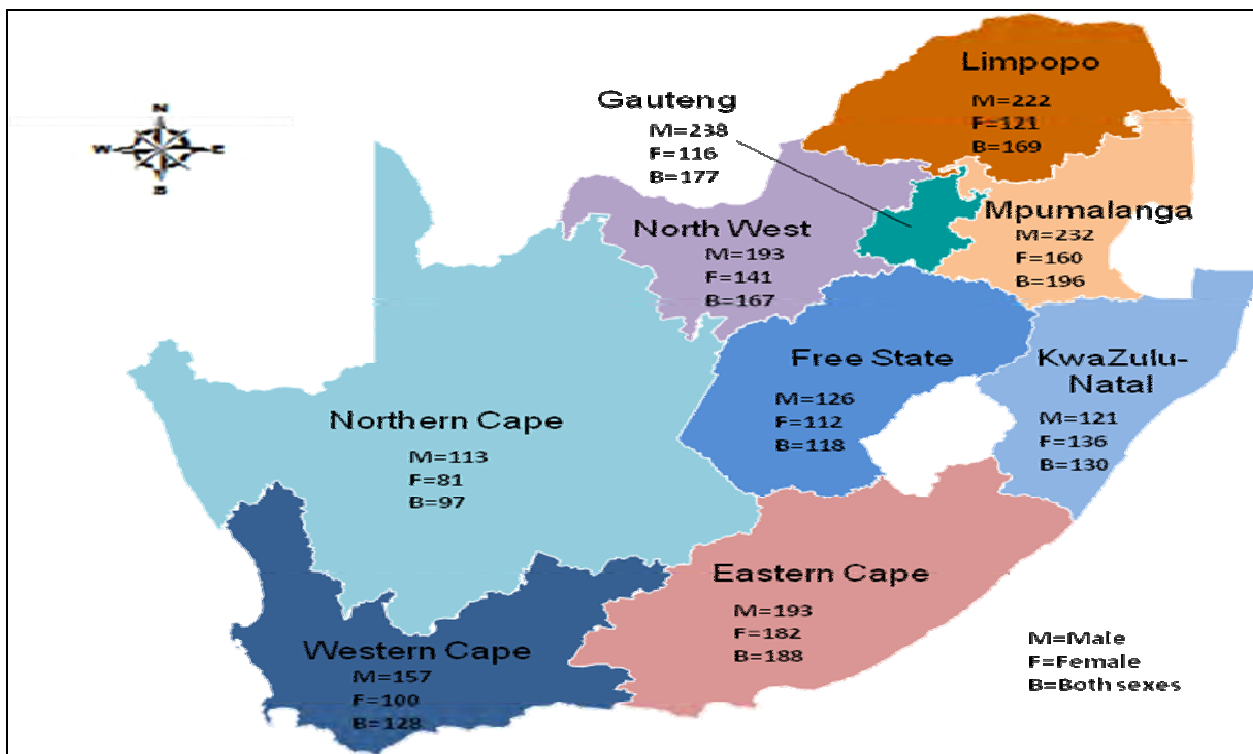 N
W
E
S
Limpopo
M=222
F=121
B=169
Gauteng
M=238
F=116
B=177
Mpumalanga
M=232
F=160
B=196
North West
M=193
F=141
B=167
Free State
M=126
F=112
B=118
KwaZulu-
Natal
M=121
F=136
B=130
Northern Cape
M=113
F=81
B=97
Eastern Cape
M=193
F=182
B=188
Western Cape
M=157
F=100
B=128
M=Male
F=Female
B=Both sexes